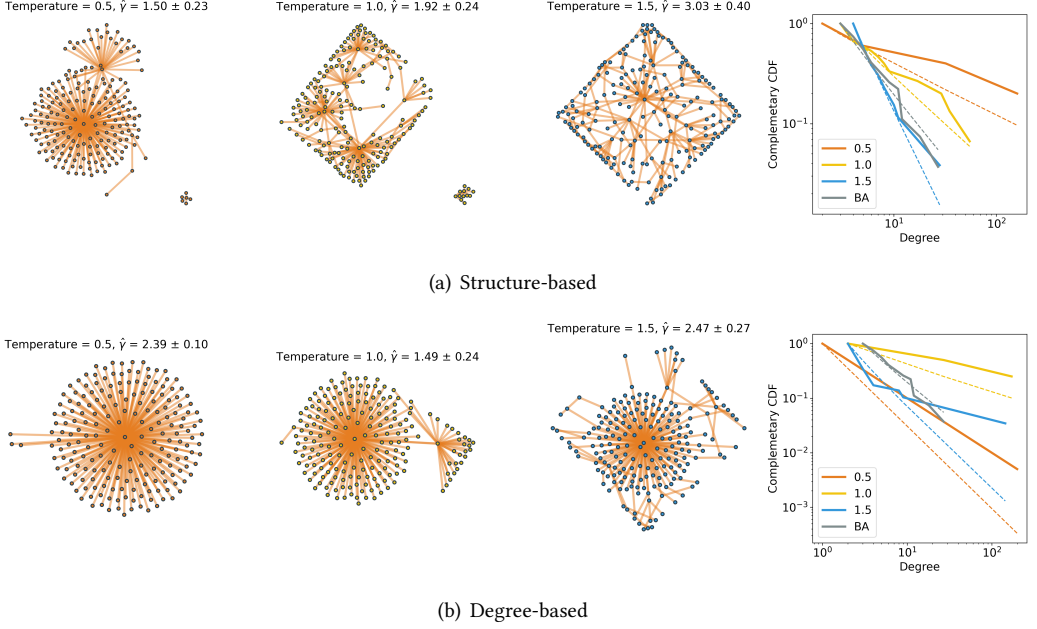 Temperature = 0.5, γ̂ = 1.50 ± 0.23
Temperature = 1.0, γ̂ = 1.92 ± 0.24
Temperature = 1.5, γ̂ = 3.03 ± 0.40
Complemetary CDF
10⁰
10⁻¹
0.5
1.0
1.5
BA
10¹
10²
Degree
(a) Structure-based
Temperature = 0.5, γ̂ = 2.39 ± 0.10
Temperature = 1.0, γ̂ = 1.49 ± 0.24
Temperature = 1.5, γ̂ = 2.47 ± 0.27
Complemetary CDF
10⁰
10⁻¹
10⁻²
10⁻³
0.5
1.0
1.5
BA
10⁰
10¹
10²
Degree
(b) Degree-based